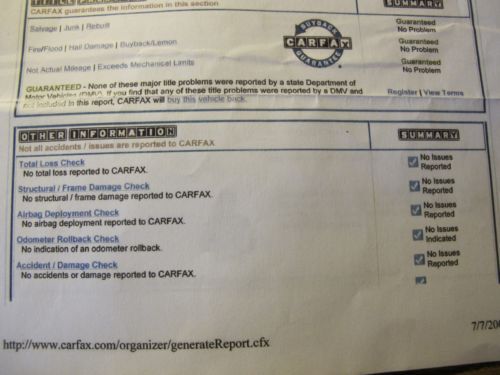 CARFAX guarantees the information in this section
SUMMARY
Salvage | Junk | Rebuilt
Guaranteed
No Problem
BUYBACK
CARFAX
GUARANTEE
Fire/Flood | Hail Damage | Buyback/Lemon
Guaranteed
No Problem
Not Actual Mileage | Exceeds Mechanical Limits
Guaranteed
No Problem
GUARANTEED - None of these major title problems were reported by a state Department of
Motor Vehicles (DMV). If you find that any of these title problems were reported by a DMV and
not included in this report, CARFAX will buy this vehicle back.
Register | View Terms
OTHER INFORMATION
SUMMARY
Not all accidents / issues are reported to CARFAX
Total Loss Check
No total loss reported to CARFAX.
No Issues
Reported
Structural / Frame Damage Check
No structural / frame damage reported to CARFAX.
No Issues
Reported
Airbag Deployment Check
No airbag deployment reported to CARFAX.
No Issues
Reported
Odometer Rollback Check
No indication of an odometer rollback.
No Issues
Indicated
Accident / Damage Check
No accidents or damage reported to CARFAX.
No Issues
Reported
http://www.carfax.com/organizer/generateReport.cfx
7/7/20